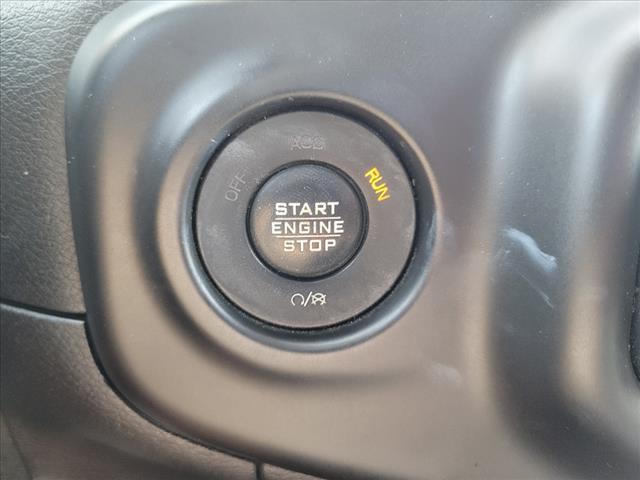 ACC
OFF
RUN
START
ENGINE
STOP